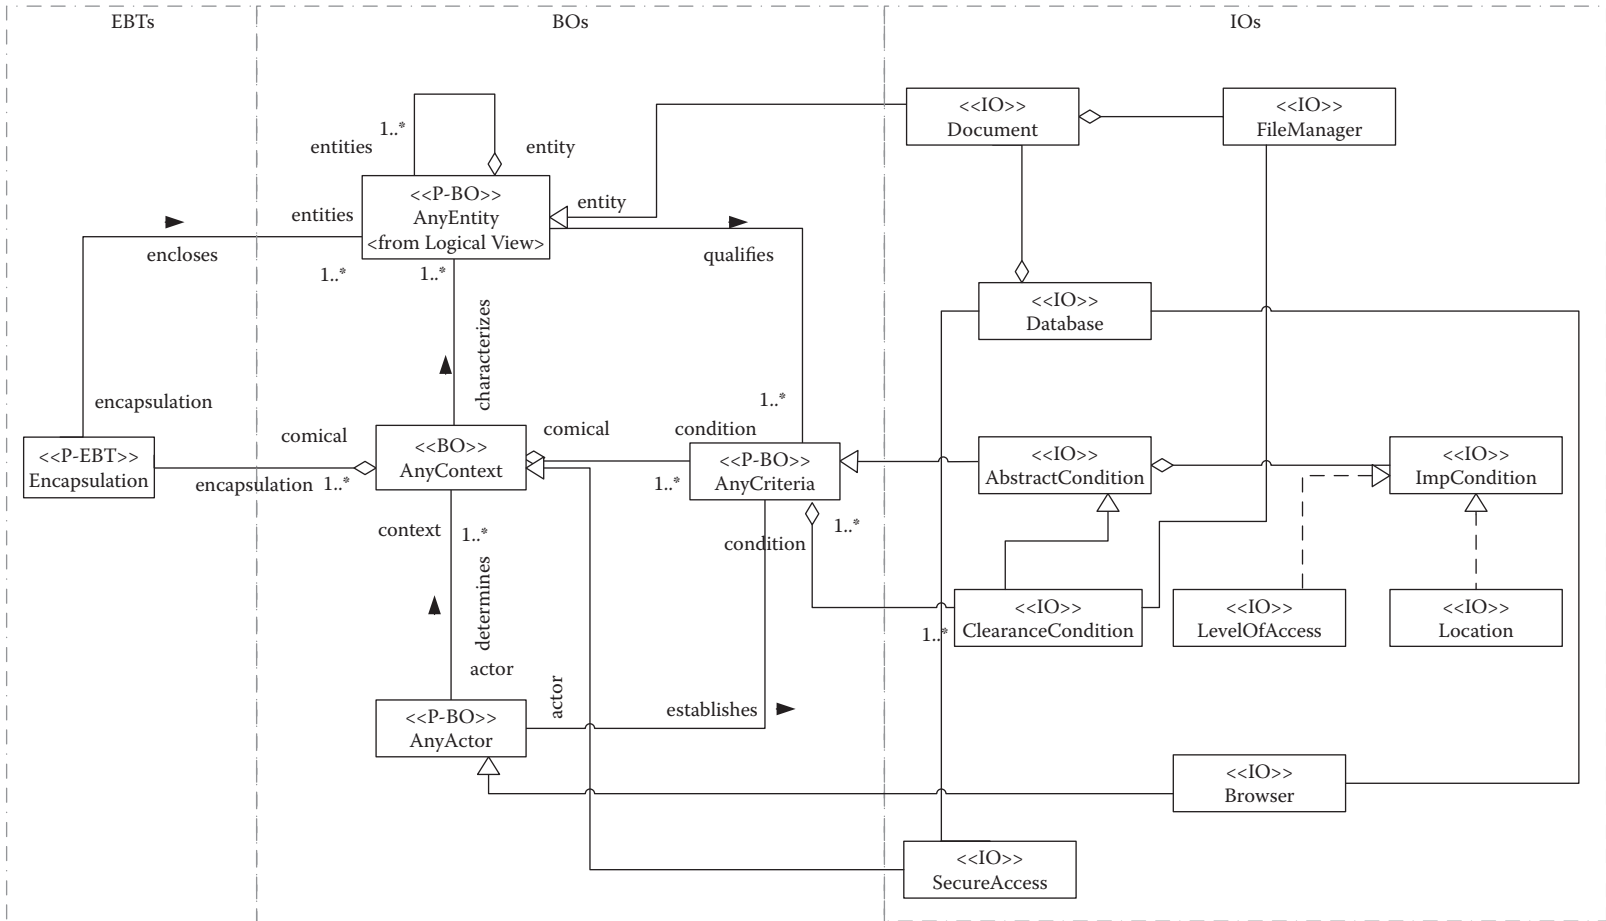 EBTs
BOs
IOs
1..*
entities
entity
<<P-BO>>
AnyEntity
<from Logical View>
entities
1..*
1..*
encloses
entity
qualifies
<<IO>>
Document
<<IO>>
FileManager
<<IO>>
Database
characterizes
1..*
encapsulation
<<P-EBT>>
Encapsulation
comical
encapsulation
1..*
<<BO>>
AnyContext
comical
condition
1..*
<<P-BO>>
AnyCriteria
<<IO>>
AbstractCondition
<<IO>>
ImpCondition
context
1..*
determines
actor
condition
1..*
1..*
<<IO>>
ClearanceCondition
<<IO>>
LevelOfAccess
<<IO>>
Location
<<P-BO>>
AnyActor
actor
establishes
<<IO>>
Browser
<<IO>>
SecureAccess